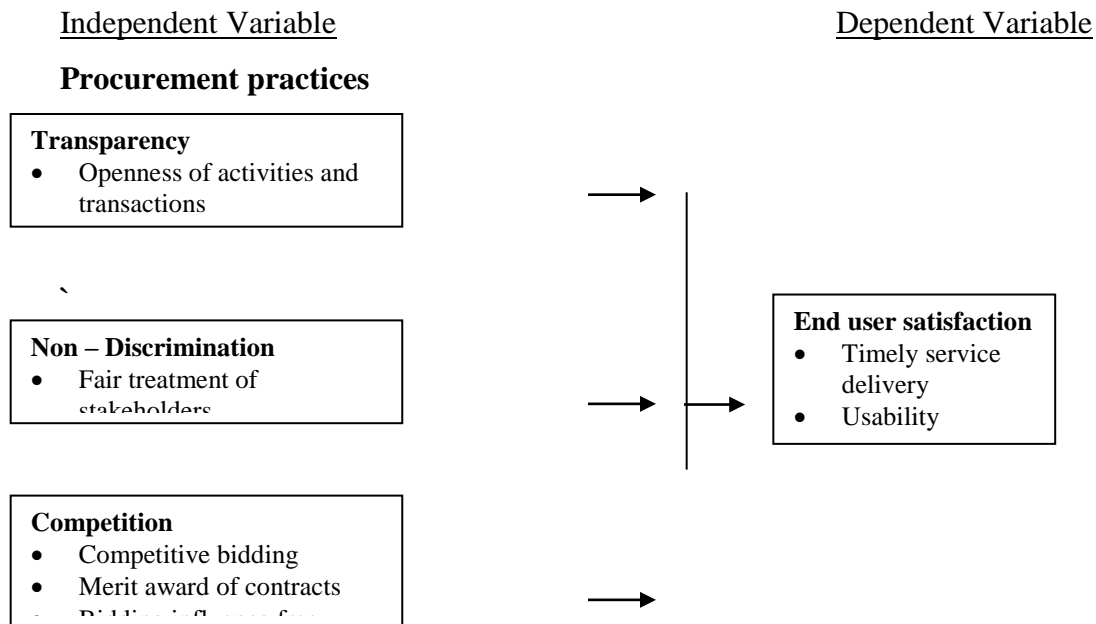 Independent Variable
Dependent Variable
Procurement practices
Transparency
• Openness of activities and
transactions
`
Non – Discrimination
• Fair treatment of
stakeholders
End user satisfaction
• Timely service
delivery
• Usability
Competition
• Competitive bidding
• Merit award of contracts